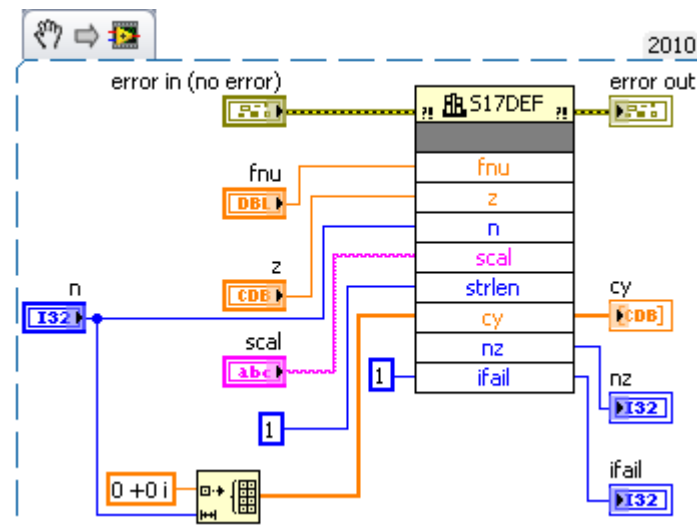 2010
error in (no error)
error out
?! S17DEF ?!
fnu
DBL
fnu
z
z
CDB
n
n
I32
scal
scal
abc
strlen
cy
cy
[CDB]
nz
nz
I32
1
ifail
1
ifail
I32
0 +0 i